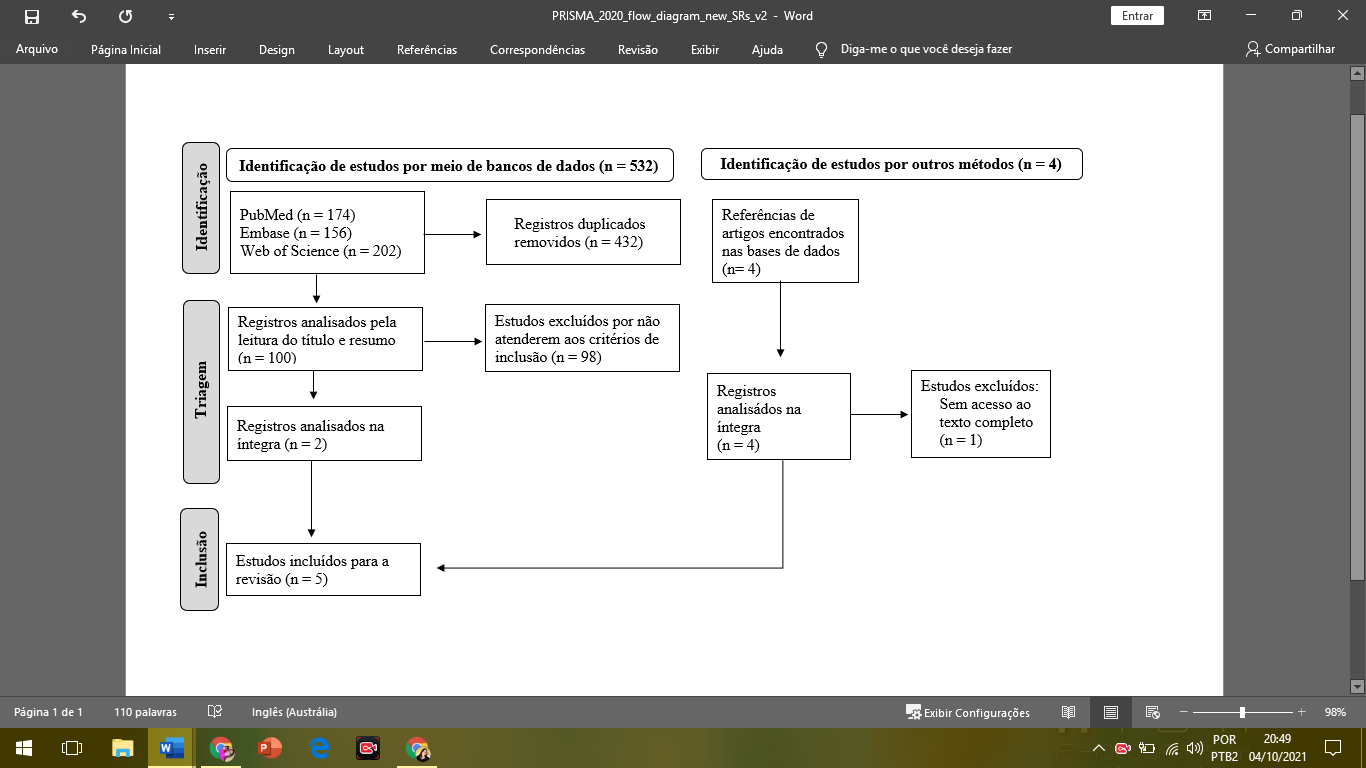 PRISMA_2020_flow_diagram_new_SRs_v2 - Word
Entrar
Arquivo
Página Inicial
Inserir
Design
Layout
Referências
Correspondências
Revisão
Exibir
Ajuda
Diga-me o que você deseja fazer
Compartilhar
Identificação
Identificação de estudos por meio de bancos de dados (n = 532)
Identificação de estudos por outros métodos (n = 4)
PubMed (n = 174)
Embase (n = 156)
Web of Science (n = 202)
Registros duplicados
removidos (n = 432)
Referências de
artigos encontrados
nas bases de dados
(n= 4)
Triagem
Registros analisados pela
leitura do título e resumo
(n = 100)
Estudos excluídos por não
atenderem aos critérios de
inclusão (n = 98)
Registros analisados na
íntegra (n = 2)
Registros
analisádos na
íntegra
(n = 4)
Estudos excluídos:
Sem acesso ao
texto completo
(n = 1)
Inclusão
Estudos incluídos para a
revisão (n = 5)
Página 1 de 1
110 palavras
Inglês (Austrália)
Exibir Configurações
98%
POR
PTB2
20:49
04/10/2021